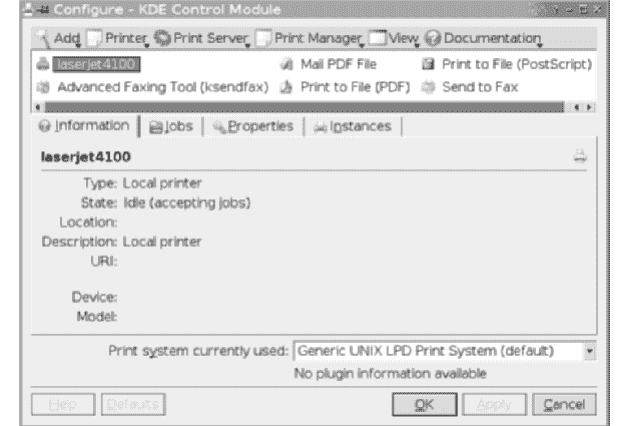 Configure - KDE Control Module
Add Printer Print Server Print Manager View Documentation
laserjet4100 Mail PDF File Print to File (PostScript)
Advanced Faxing Tool (ksendfax) Print to File (PDF) Send to Fax
Information Jobs Properties Instances
laserjet4100
Type: Local printer
State: Idle (accepting jobs)
Location:
Description: Local printer
URI:
Device:
Model:
Print system currently used: Generic UNIX LPD Print System (default)
No plugin information available
Help Defaults OK Apply Cancel